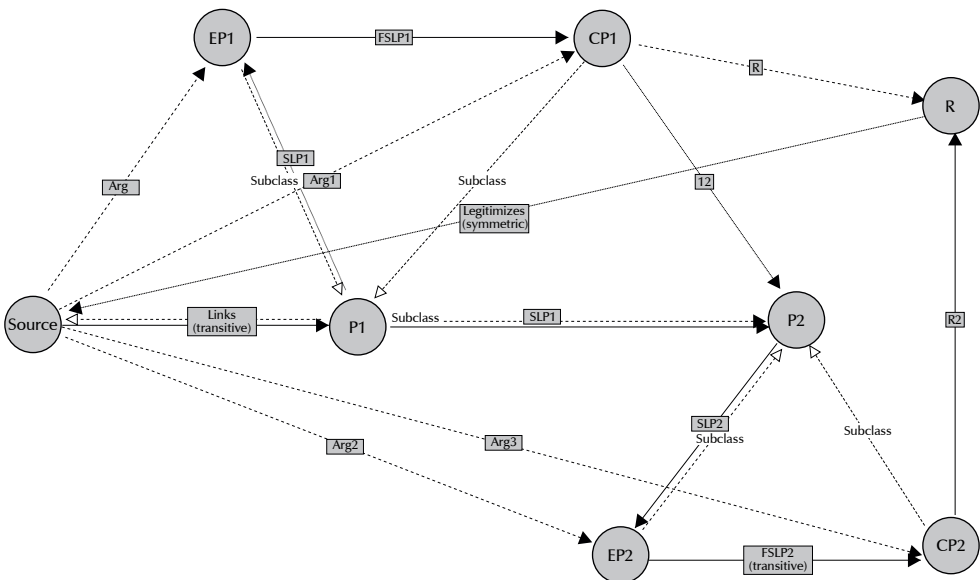 EP1
FSLP1
CP1
R
R
SLP1
Subclass
Arg1
Subclass
Arg
12
Legitimizes
(symmetric)
Source
Links
(transitive)
P1
Subclass
SLP1
P2
R2
SLP2
Subclass
Subclass
Arg2
Arg3
EP2
FSLP2
(transitive)
CP2